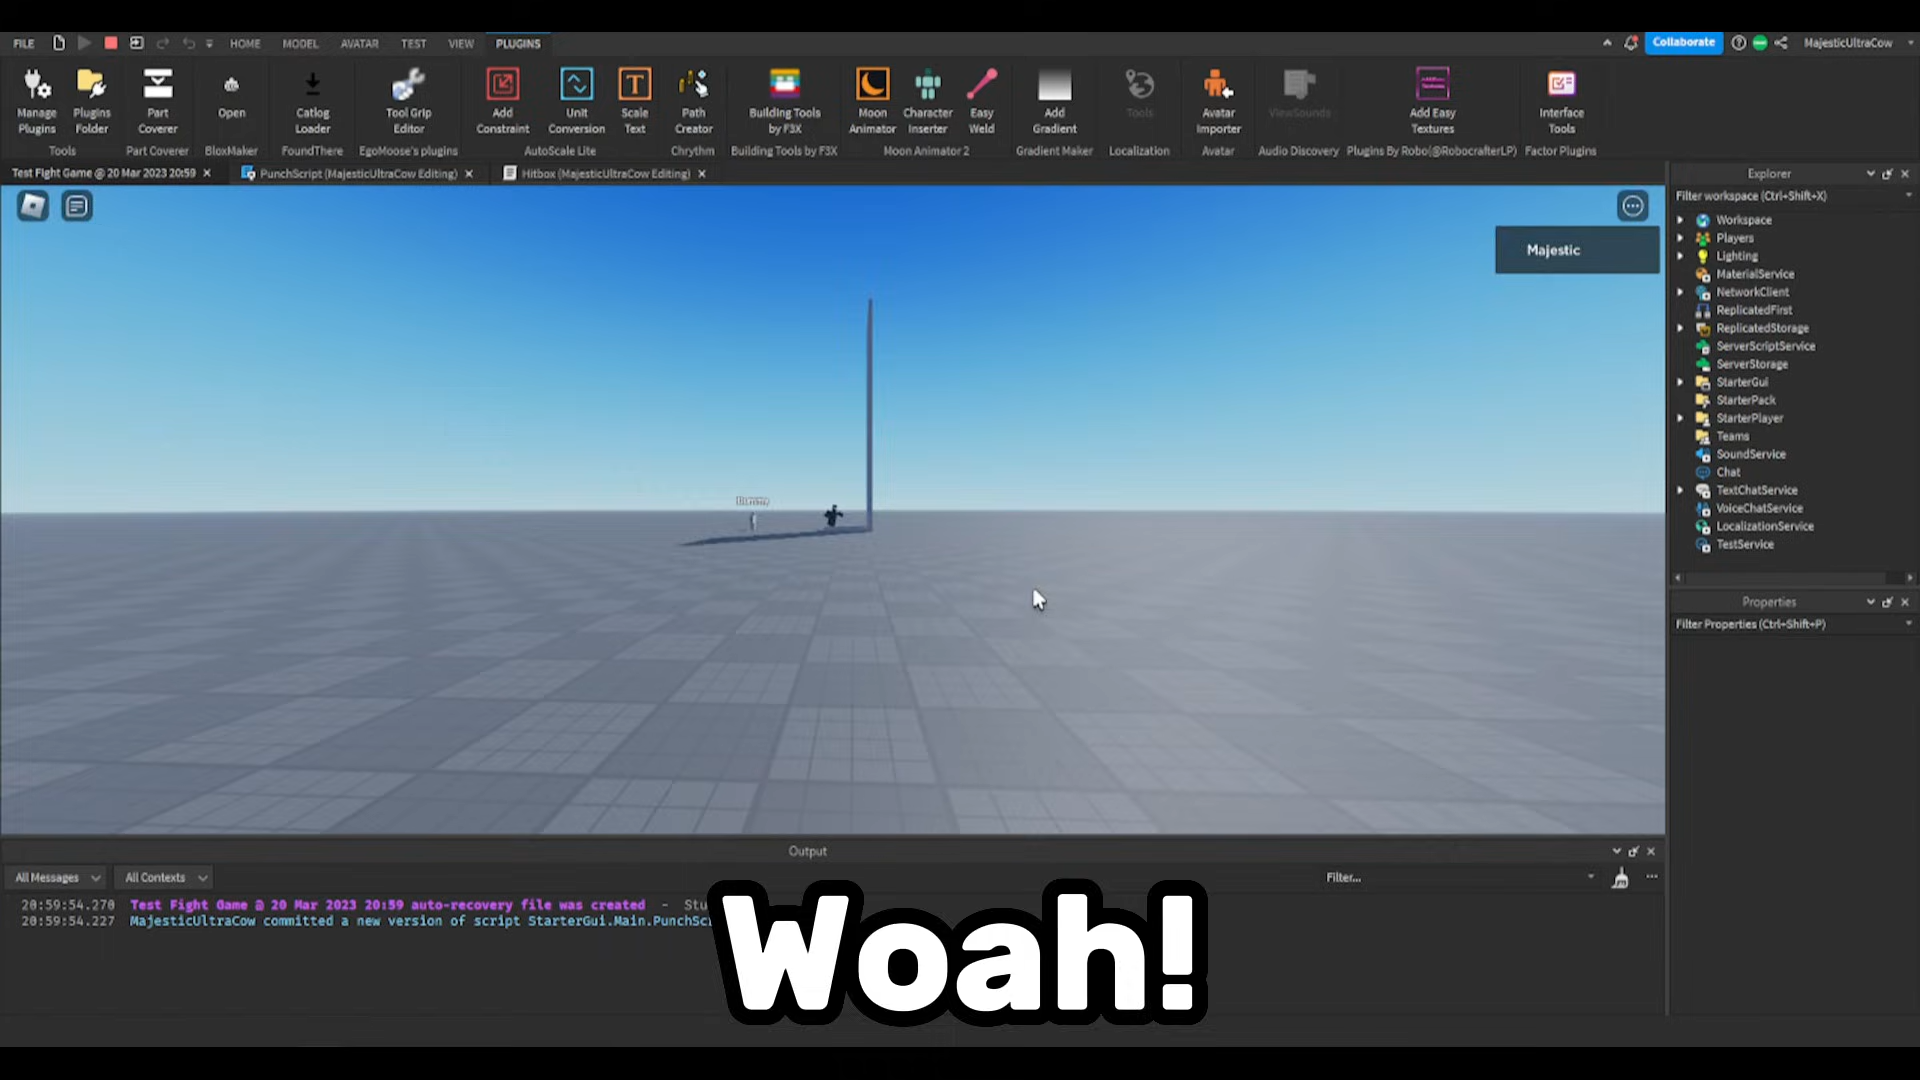 FILE HOME MODEL AVATAR TEST VIEW PLUGINS Collaborate MajesticUltraCow
Manage Plugins
Plugins Folder
Tools
Part Coverer
Part Coverer
Open
BloxMaker
Catlog Loader
FoundThere
Tool Grip Editor
EgoMoose's plugins
Add Constraint
Unit Conversion
Scale Text
AutoScale Lite
Path Creator
Chrythm
Building Tools by F3X
Building Tools by F3X
Moon Animator
Character Inserter
Easy Weld
Moon Animator 2
Add Gradient
Gradient Maker
Tools
Localization
Avatar Importer
Avatar
ViewSounds
Audio Discovery
Add Easy Textures
Plugins By Robo(@RobocrafterLP)
Interface Tools
Factor Plugins
Test Fight Game @ 20 Mar 2023 20:59
PunchScript (MajesticUltraCow Editing)
Hitbox (MajesticUltraCow Editing)
Majestic
Dummy
Explorer
Filter workspace (Ctrl+Shift+X)
Workspace
Players
Lighting
MaterialService
NetworkClient
ReplicatedFirst
ReplicatedStorage
ServerScriptService
ServerStorage
StarterGui
StarterPack
StarterPlayer
Teams
SoundService
Chat
TextChatService
VoiceChatService
LocalizationService
TestService
Properties
Filter Properties (Ctrl+Shift+P)
Output
All Messages All Contexts Filter...
20:59:54.270 Test Fight Game @ 20 Mar 2023 20:59 auto-recovery file was created - Stu
20:59:54.227 MajesticUltraCow committed a new version of script StarterGui.Main.PunchSc
Woah!